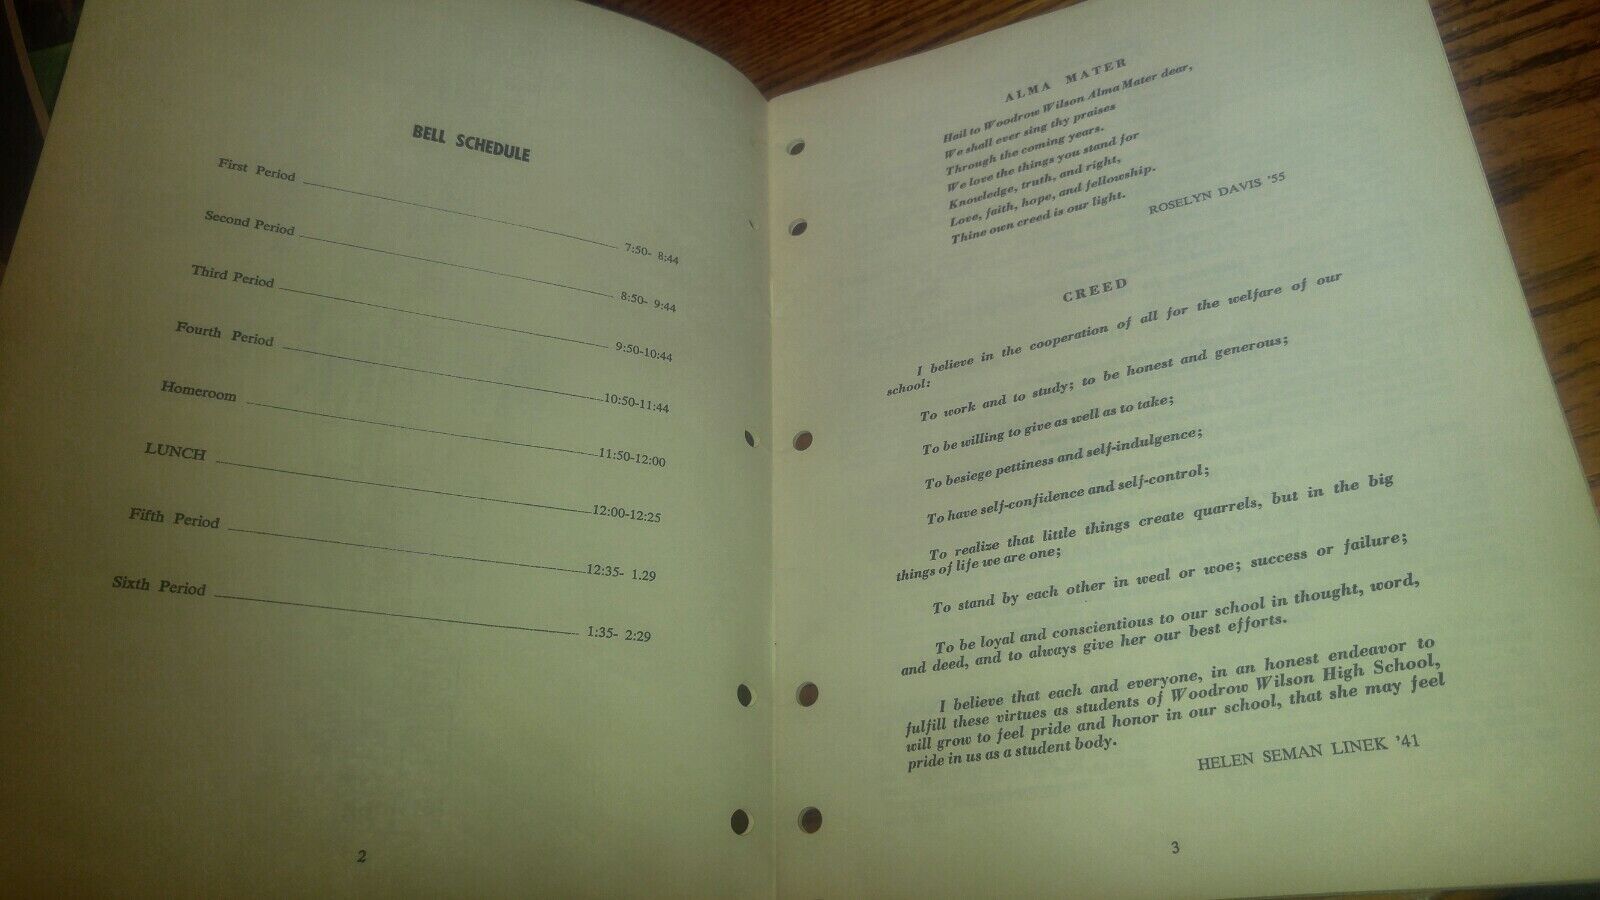 BELL SCHEDULE
First Period 7:50- 8:44
Second Period 8:50- 9:44
Third Period 9:50-10:44
Fourth Period 10:50-11:44
Homeroom 11:50-12:00
LUNCH 12:00-12:25
Fifth Period 12:35- 1.29
Sixth Period 1:35- 2:29
2
ALMA MATER
Hail to Woodrow Wilson Alma Mater dear,
We shall ever sing thy praises
Through the coming years.
We love the things you stand for
Knowledge, truth, and right,
Love, faith, hope, and fellowship.
Thine own creed is our light.
ROSELYN DAVIS '55
CREED
I believe in the cooperation of all for the welfare of our
school:
To work and to study; to be honest and generous;
To be willing to give as well as to take;
To besiege pettiness and self-indulgence;
To have self-confidence and self-control;
To realize that little things create quarrels, but in the big
things of life we are one;
To stand by each other in weal or woe; success or failure;
To be loyal and conscientious to our school in thought, word,
and deed, and to always give her our best efforts.
I believe that each and everyone, in an honest endeavor to
fulfill these virtues as students of Woodrow Wilson High School,
will grow to feel pride and honor in our school, that she may feel
pride in us as a student body.
HELEN SEMAN LINEK '41
3